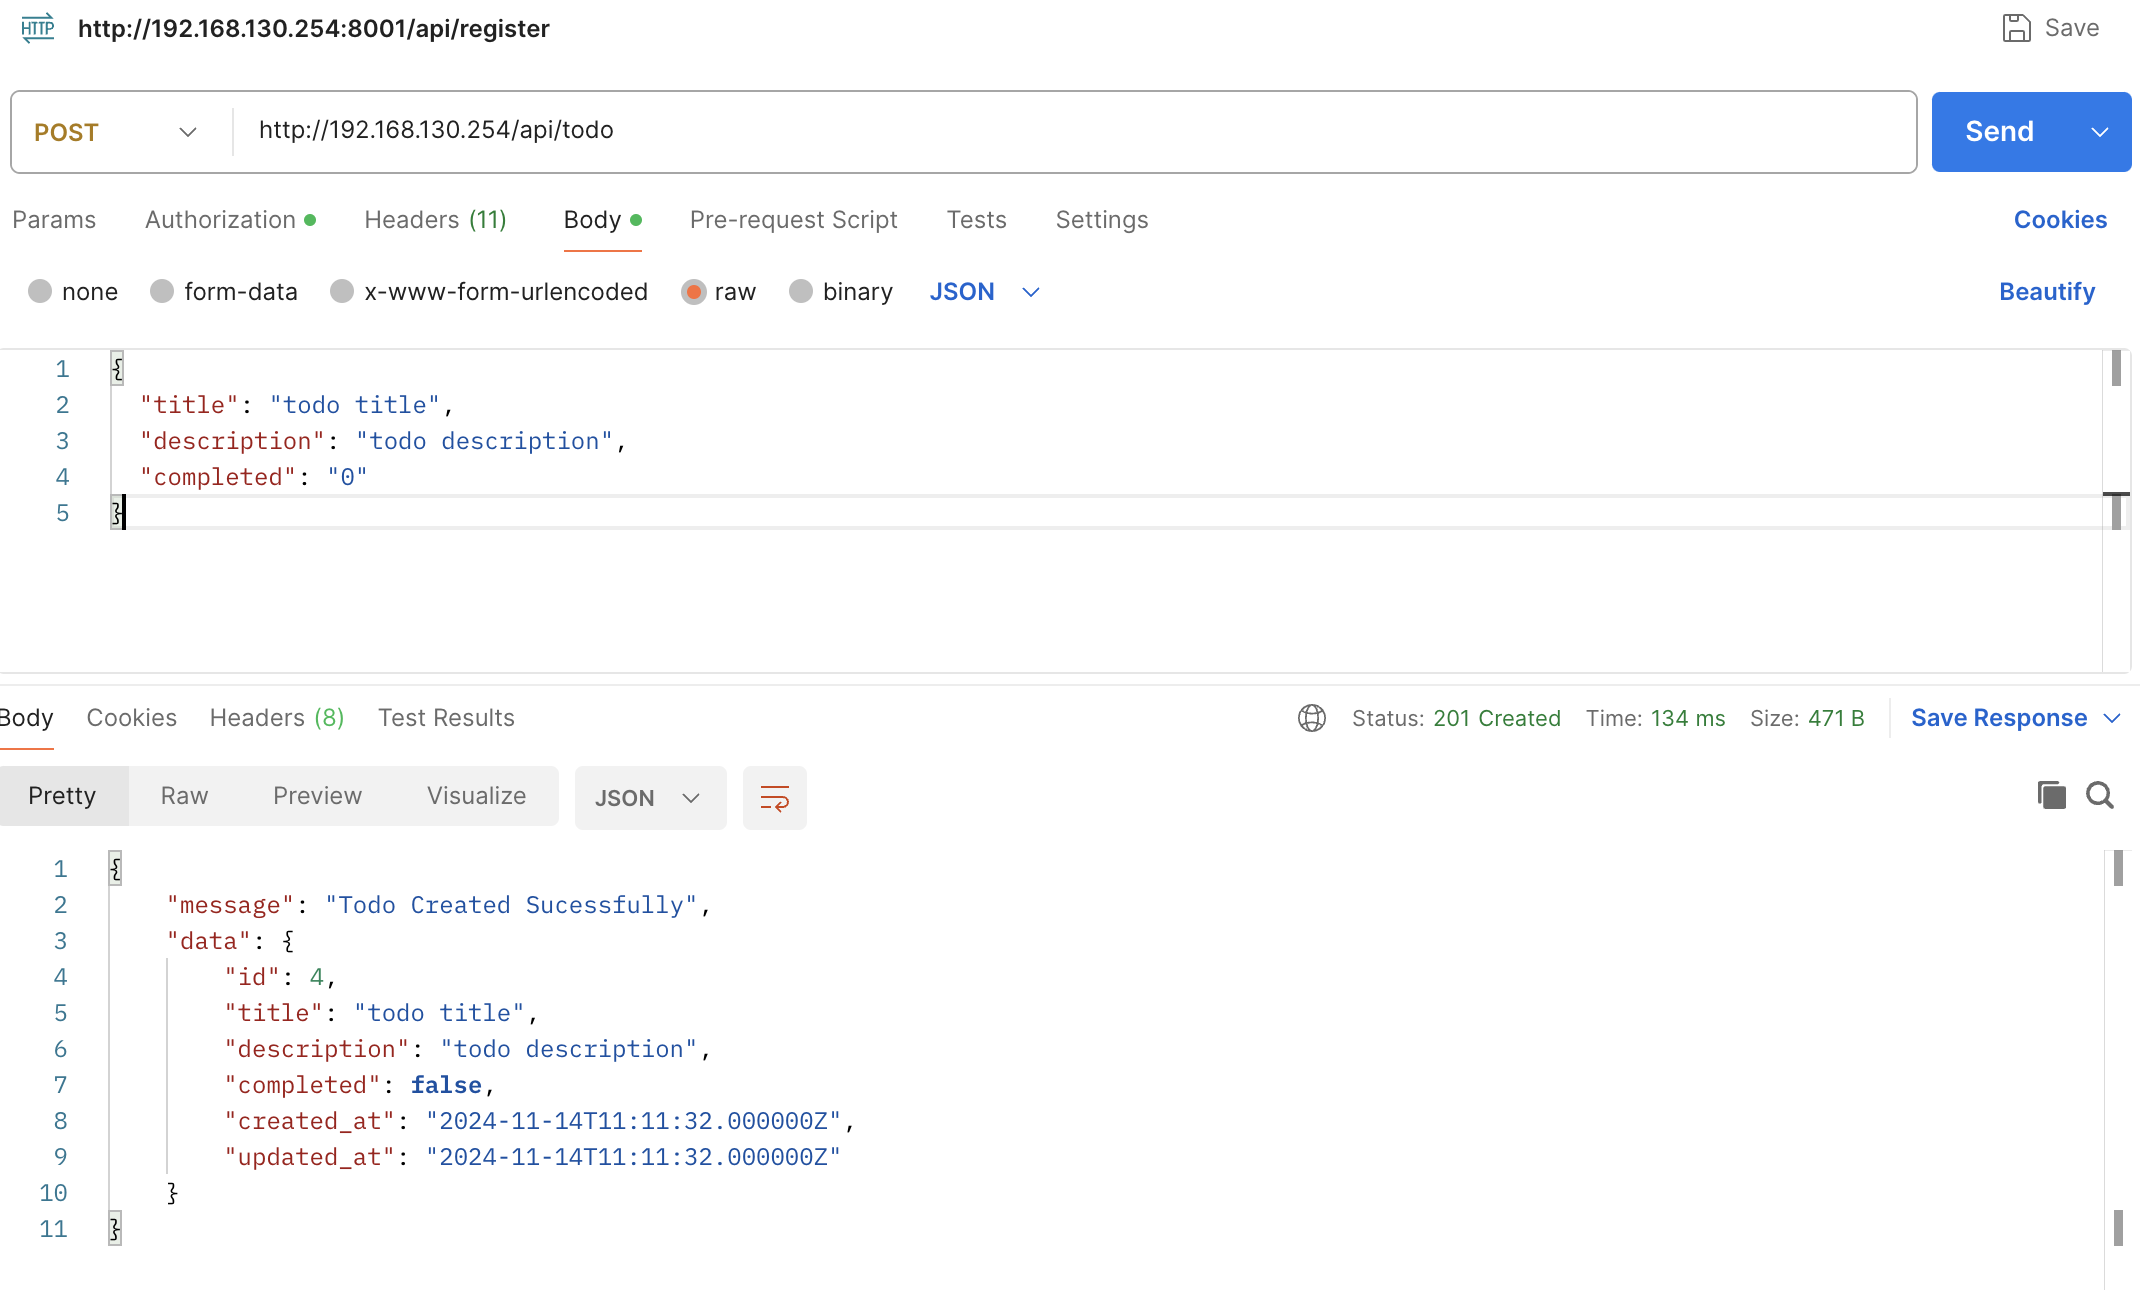 HTTP http://192.168.130.254:8001/api/register Save
POST http://192.168.130.254/api/todo Send
Params Authorization Headers (11) Body Pre-request Script Tests Settings Cookies
none form-data x-www-form-urlencoded raw binary JSON Beautify
1 {
2 "title": "todo title",
3 "description": "todo description",
4 "completed": "0"
5 }
Body Cookies Headers (8) Test Results Status: 201 Created Time: 134 ms Size: 471 B Save Response
Pretty Raw Preview Visualize JSON
1 {
2 "message": "Todo Created Sucessfully",
3 "data": {
4 "id": 4,
5 "title": "todo title",
6 "description": "todo description",
7 "completed": false,
8 "created_at": "2024-11-14T11:11:32.000000Z",
9 "updated_at": "2024-11-14T11:11:32.000000Z"
10 }
11 }